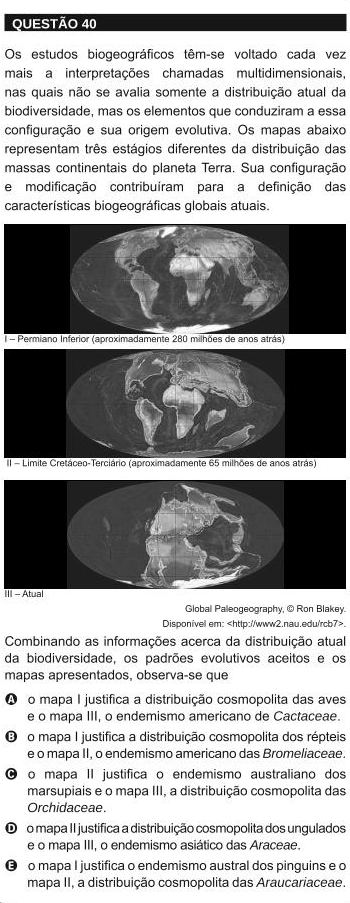 QUESTÃO 40
Os estudos biogeográficos têm-se voltado cada vez
mais a interpretações chamadas multidimensionais,
nas quais não se avalia somente a distribuição atual da
biodiversidade, mas os elementos que conduziram a essa
configuração e sua origem evolutiva. Os mapas abaixo
representam três estágios diferentes da distribuição das
massas continentais do planeta Terra. Sua configuração
e modificação contribuíram para a definição das
características biogeográficas globais atuais.
I – Permiano Inferior (aproximadamente 280 milhões de anos atrás)
II – Limite Cretáceo-Terciário (aproximadamente 65 milhões de anos atrás)
III – Atual
Global Paleogeography, © Ron Blakey.
Disponível em: <http://www2.nau.edu/rcb7>.
Combinando as informações acerca da distribuição atual
da biodiversidade, os padrões evolutivos aceitos e os
mapas apresentados, observa-se que
A o mapa I justifica a distribuição cosmopolita das aves
e o mapa III, o endemismo americano de Cactaceae.
B o mapa I justifica a distribuição cosmopolita dos répteis
e o mapa II, o endemismo americano das Bromeliaceae.
C o mapa II justifica o endemismo australiano dos
marsupiais e o mapa III, a distribuição cosmopolita das
Orchidaceae.
D o mapa II justifica a distribuição cosmopolita dos ungulados
e o mapa III, o endemismo asiático das Araceae.
E o mapa I justifica o endemismo austral dos pinguins e o
mapa II, a distribuição cosmopolita das Araucariaceae.